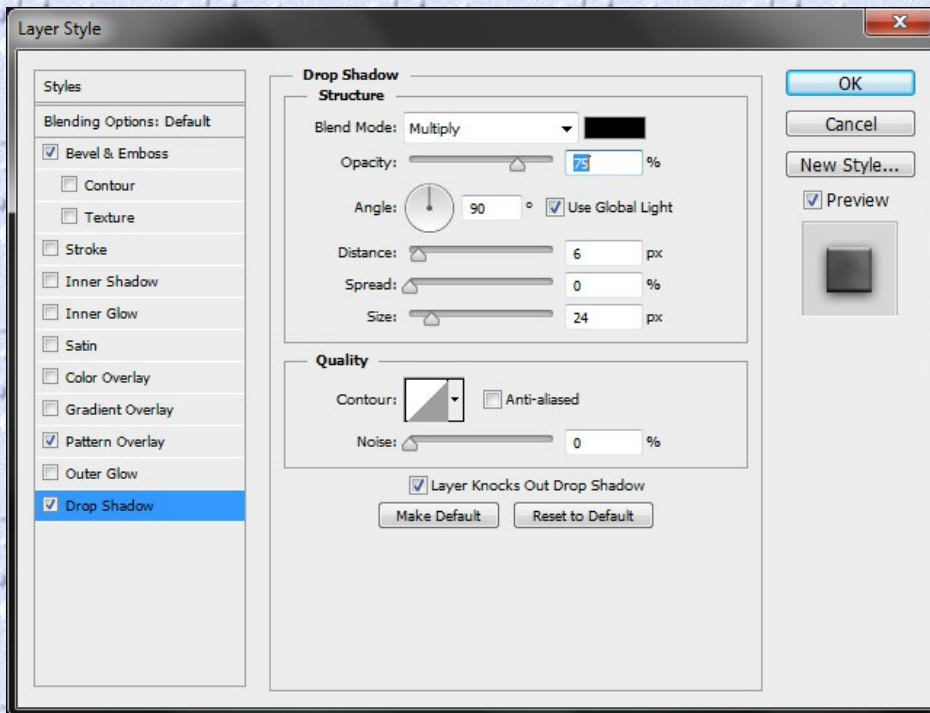 Layer Style
Styles
Blending Options: Default
Bevel & Emboss
Contour
Texture
Stroke
Inner Shadow
Inner Glow
Satin
Color Overlay
Gradient Overlay
Pattern Overlay
Outer Glow
Drop Shadow
Drop Shadow
Structure
Blend Mode: Multiply
Opacity: 75 %
Angle: 90 ° Use Global Light
Distance: 6 px
Spread: 0 %
Size: 24 px
Quality
Contour: Anti-aliased
Noise: 0 %
Layer Knocks Out Drop Shadow
Make Default Reset to Default
OK
Cancel
New Style...
Preview